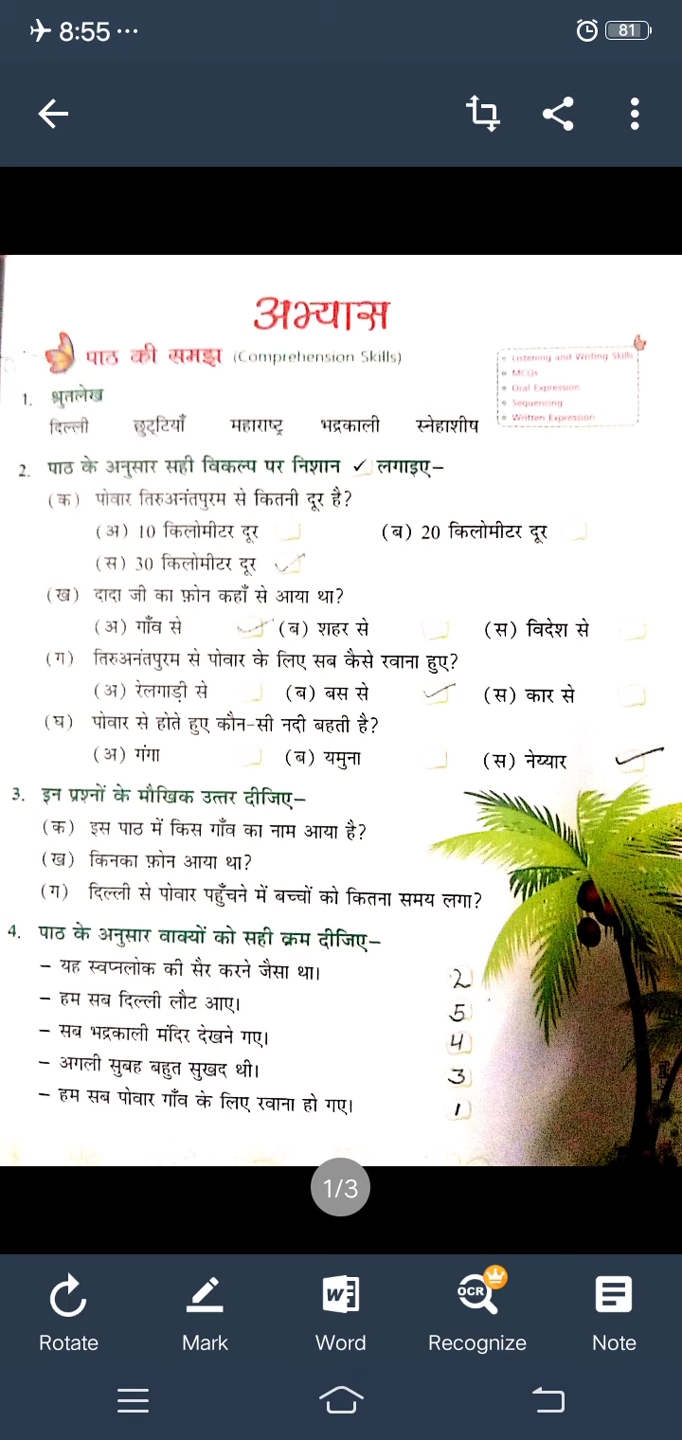 8:55 ...
81
अभ्यास
पाठ की समझ (Comprehension Skills)
Listening and Writing Skills
MCQs
Oral Expression
Sequencing
Written Expression
1. श्रुतलेख
दिल्ली छुट्टियाँ महाराष्ट्र भद्रकाली स्नेहाशीष
2. पाठ के अनुसार सही विकल्प पर निशान ✓ लगाइए–
(क) पोवार तिरुअनंतपुरम से कितनी दूर है?
(अ) 10 किलोमीटर दूर (ब) 20 किलोमीटर दूर
(स) 30 किलोमीटर दूर ✓
(ख) दादा जी का फ़ोन कहाँ से आया था?
(अ) गाँव से ✓ (ब) शहर से (स) विदेश से
(ग) तिरुअनंतपुरम से पोवार के लिए सब कैसे रवाना हुए?
(अ) रेलगाड़ी से (ब) बस से ✓ (स) कार से
(घ) पोवार से होते हुए कौन-सी नदी बहती है?
(अ) गंगा (ब) यमुना (स) नेय्यार ✓
3. इन प्रश्नों के मौखिक उत्तर दीजिए–
(क) इस पाठ में किस गाँव का नाम आया है?
(ख) किनका फ़ोन आया था?
(ग) दिल्ली से पोवार पहुँचने में बच्चों को कितना समय लगा?
4. पाठ के अनुसार वाक्यों को सही क्रम दीजिए–
– यह स्वप्नलोक की सैर करने जैसा था। 2
– हम सब दिल्ली लौट आए। 5
– सब भद्रकाली मंदिर देखने गए। 4
– अगली सुबह बहुत सुखद थी। 3
– हम सब पोवार गाँव के लिए रवाना हो गए। 1
1/3
W OCR
Rotate Mark Word Recognize Note